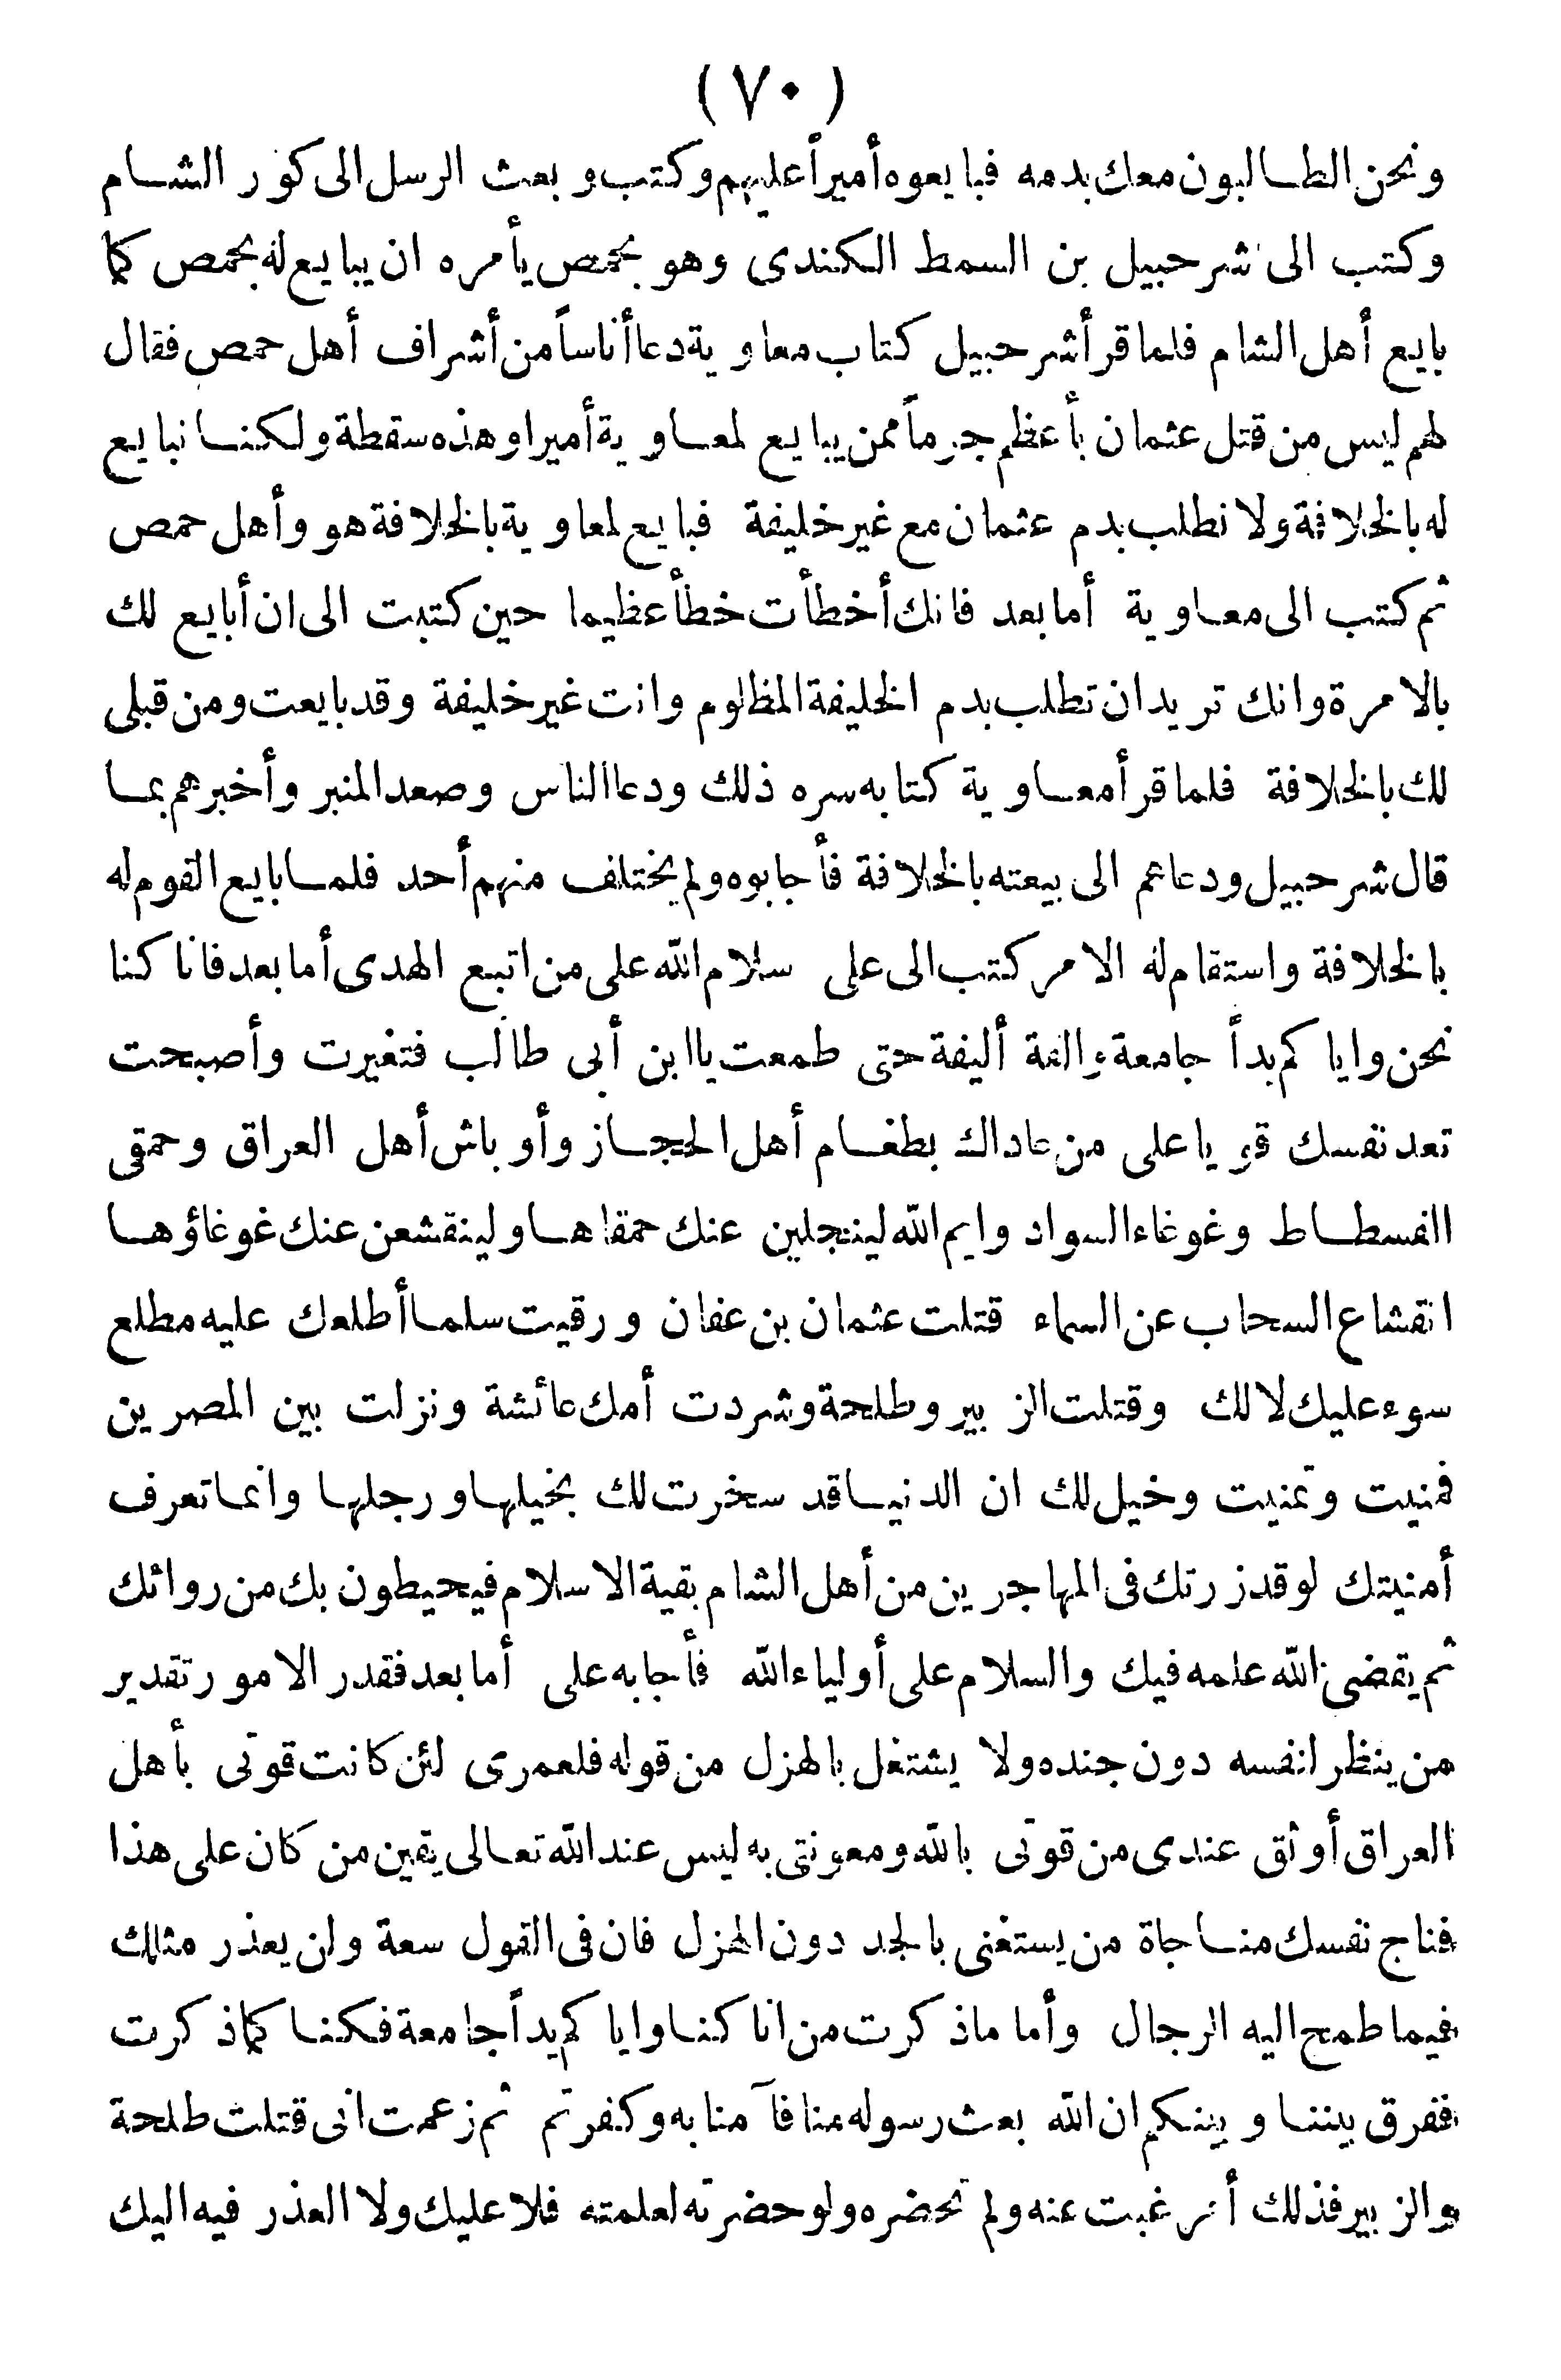 (٧٠)
ونحن الطالبون معك بدمه فبايعوه أميراً عليهم وكتب وبعث الرسل الى كور الشام
وكتب الى شرحبيل بن السمط الكندى وهو بحمص يأمره ان يبايع له بحمص كما
بايع أهل الشام فلما قرأ شرحبيل كتاب معاوية دعا أناساً من أشراف أهل حمص فقال
لهم ليس من قتل عثمان بأعظم جرماً ممن يبايع لمعاوية أميرا وهذه سقطة ولكنا نبايع
له بالخلافة ولا نطلب بدم عثمان مع غير خليفة فبايع لمعاوية بالخلافة هو وأهل حمص
ثم كتب الى معاوية أما بعد فانك أخطأت خطأ عظيما حين كتبت الى ان أبايع لك
بالامرة وانك تريد ان تطلب بدم الخليفة المظلوم وانت غير خليفة وقد بايعت ومن قبلى
لك بالخلافة فلما قرأ معاوية كتابه سره ذلك ودعا الناس وصعد المنبر وأخبرهم بما
قال شرحبيل ودعاهم الى بيعته بالخلافة فأجابوه ولم يختلف منهم أحد فلما بايع القوم له
بالخلافة واستقام له الامر كتب الى على سلام الله على من اتبع الهدى أما بعد فانا كنا
نحن وايا كم يداً جامعة والفة أليفة حتى طمعت يا ابن أبى طالب فتغيرت وأصبحت
تعد نفسك قويا على من عاداك بطغام أهل الحجاز وأوباش أهل العراق وحمقى
الفسطاط وغوغاء السواد وايم الله لينجلين عنك حمقاها ولينقشعن عنك غوغاؤها
انقشاع السحاب عن السماء قتلت عثمان بن عفان ورقيت سلما أطلعك عليه مطلع
سوء عليك لا لك وقتلت الزبير وطلحة وشردت أمك عائشة ونزلت بين المصرين
فمنيت وتمنيت وخيل لك ان الدنيا قد سخرت لك بخيلها ورجلها وانما تعرف
أمنيتك لو قد زرتك فى المهاجرين من أهل الشام بقية الاسلام فيحيطون بك من روائك
ثم يقضى الله علمه فيك والسلام على أولياء الله فأجابه على أما بعد فقدر الامور تقدير
من ينظر لنفسه دون جنده ولا يشتغل بالهزل من قوله فلعمرى لئن كانت قوتى بأهل
العراق أوثق عندى من قوتى بالله ومعونتى به ليس عند الله تعالى يقين من كان على هذا
فناج نفسك مناجاة من يستغنى بالجد دون الهزل فان فى القول سعة ولن يعذر مثلك
فيما طمح اليه الرجال وأما ما ذكرت من انا كنا وايا كم يداً جامعة فكنا كما ذكرت
ففرق بيننا وبينكم ان الله بعث رسوله منا فآمنا به وكفرتم ثم زعمت انى قتلت طلحة
والزبير فذلك أمر غبت عنه ولم تحضره ولو حضرته لعلمته فلا عليك ولا العذر فيه اليك